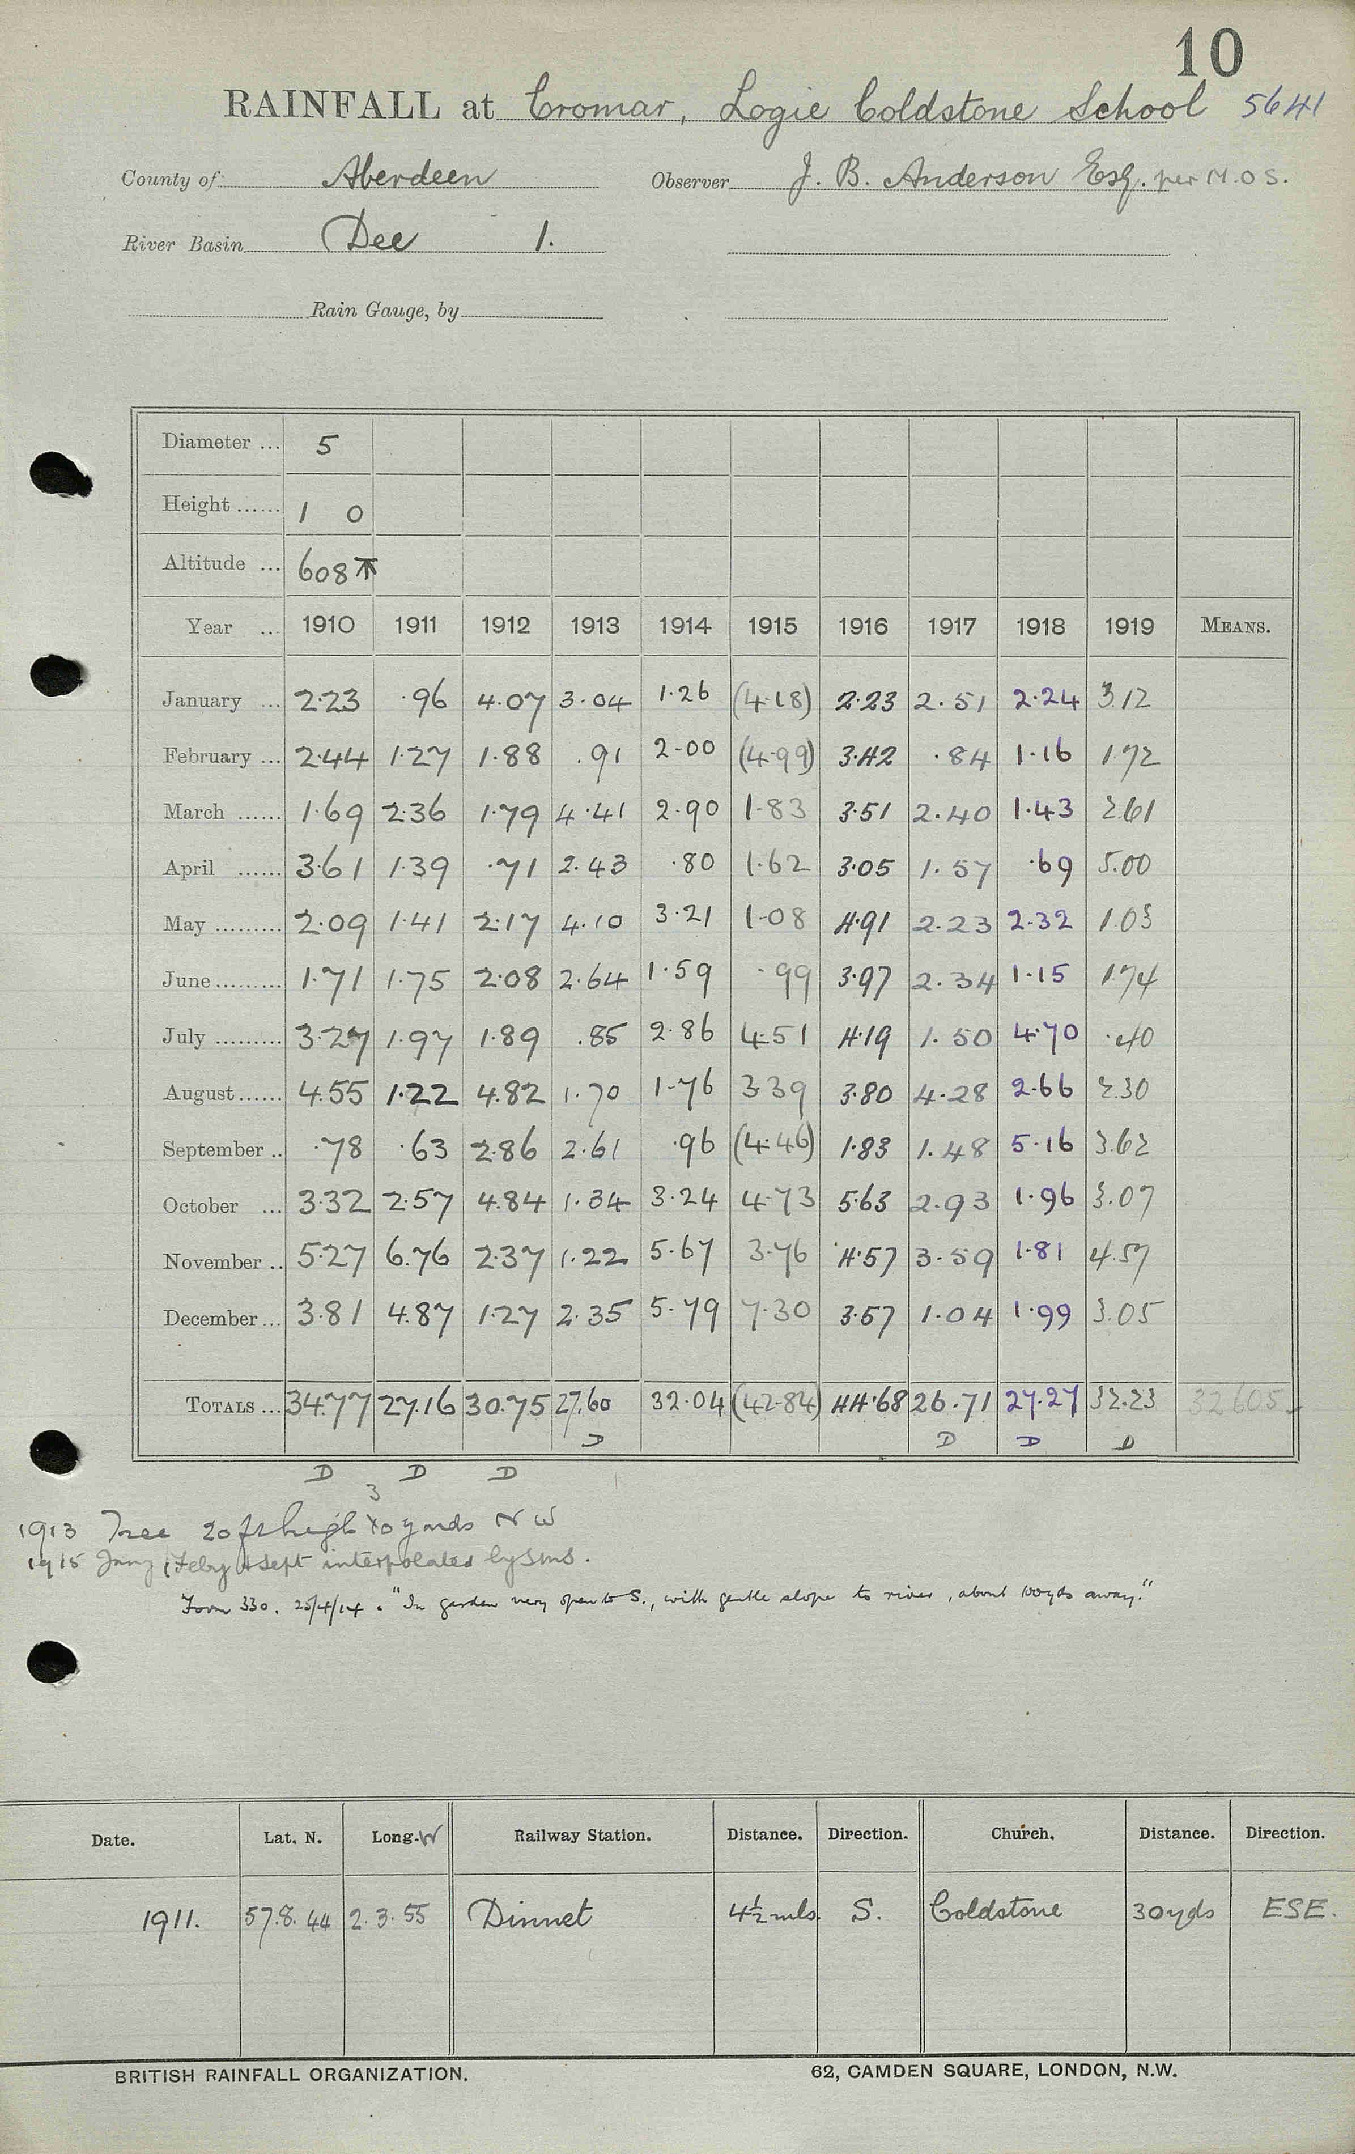 10
RAINFALL at Cromar, Logie Coldstone School 5641
County of Aberdeen Observer J. B. Anderson Esq. per M.O S.
River Basin Dee 1.
Rain Gauge, by
Diameter ... 5
Height ...... 1 0
Altitude ... 608
Year ... 1910 1911 1912 1913 1914 1915 1916 1917 1918 1919 MEANS.
January ... 2.23 .96 4.07 3.04 1.26 (4.18) 2.23 2.51 2.24 3.12
February ... 2.44 1.27 1.88 .91 2.00 (4.99) 3.42 .84 1.16 1.72
March ...... 1.69 2.36 1.79 4.41 2.90 1.83 3.51 2.40 1.43 2.61
April ...... 3.61 1.39 .71 2.43 .80 1.62 3.05 1.57 .69 5.00
May ......... 2.09 1.41 2.17 4.10 3.21 1.08 4.91 2.23 2.32 1.03
June ......... 1.71 1.75 2.08 2.64 1.59 .99 3.97 2.34 1.15 1.74
July ......... 3.27 1.97 1.89 .85 2.86 4.51 4.19 1.50 4.70 .40
August ...... 4.55 1.22 4.82 1.70 1.76 3.39 3.80 4.28 2.66 2.30
September .. .78 .63 2.86 2.61 .96 (4.46) 1.83 1.48 5.16 3.62
October ... 3.32 2.57 4.84 1.34 3.24 4.73 5.63 2.93 1.96 3.07
November .. 5.27 6.76 2.37 1.22 5.67 3.76 4.57 3.59 1.81 4.57
December ... 3.81 4.87 1.27 2.35 5.79 7.30 3.57 1.04 1.99 3.05
TOTALS ... 34.77 27.16 30.75 27.60 32.04 (42.84) 44.68 26.71 27.27 32.23 32605
D D D D
D D D
3
1913 Tree 20 ft high 40 yards NW
1915 Jany, Feby & Sept interpolated by
Form 330. 25/4/14. "In garden very open to S., with gentle slope to river, about 100 yds away."
Date. Lat. N. Long. W Railway Station. Distance. Direction. Church. Distance. Direction.
1911. 57.8.44 2.3.55 Dinnet 4½ mls. S. Coldstone 30 yds ESE.
BRITISH RAINFALL ORGANIZATION. 62, CAMDEN SQUARE, LONDON, N.W.